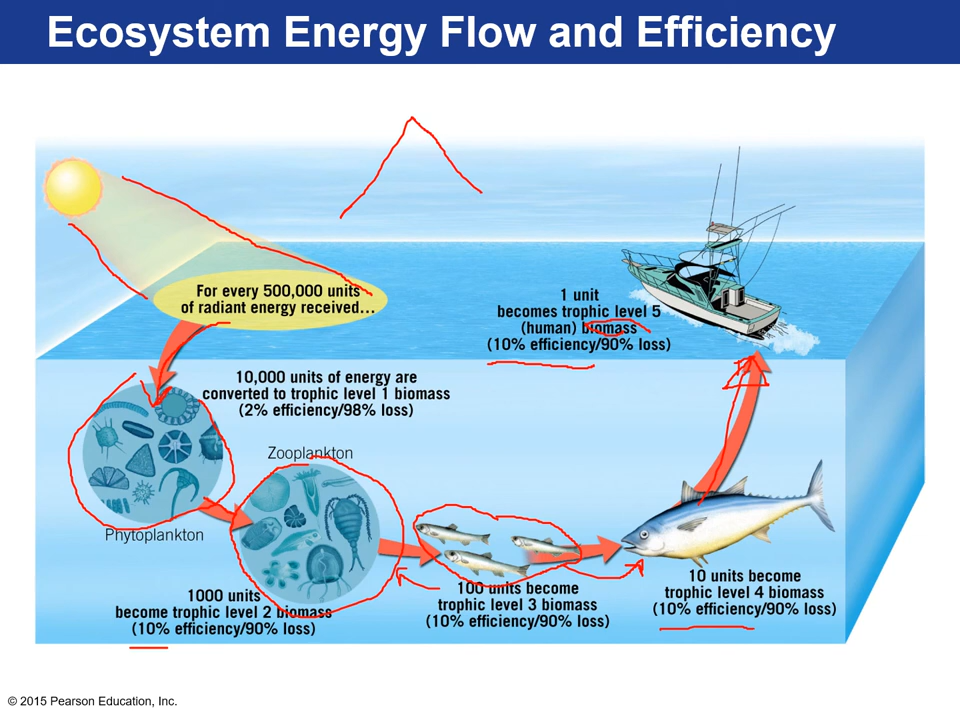 Ecosystem Energy Flow and Efficiency
For every 500,000 units
of radiant energy received…
1 unit
becomes trophic level 5
(human) biomass
(10% efficiency/90% loss)
10,000 units of energy are
converted to trophic level 1 biomass
(2% efficiency/98% loss)
Zooplankton
Phytoplankton
1000 units
become trophic level 2 biomass
(10% efficiency/90% loss)
100 units become
trophic level 3 biomass
(10% efficiency/90% loss)
10 units become
trophic level 4 biomass
(10% efficiency/90% loss)
© 2015 Pearson Education, Inc.